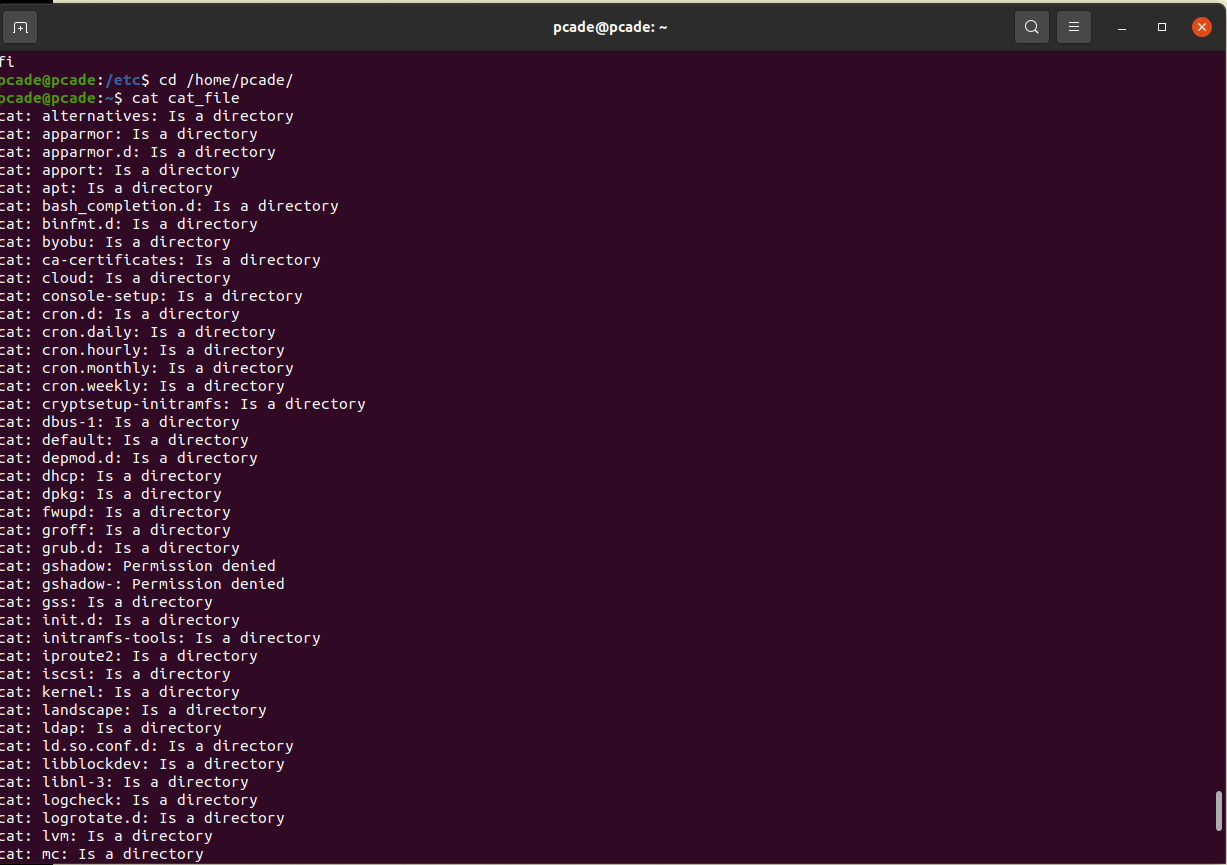 pcade@pcade: ~
fi
pcade@pcade:/etc$ cd /home/pcade/
pcade@pcade:~$ cat cat_file
cat: alternatives: Is a directory
cat: apparmor: Is a directory
cat: apparmor.d: Is a directory
cat: apport: Is a directory
cat: apt: Is a directory
cat: bash_completion.d: Is a directory
cat: binfmt.d: Is a directory
cat: byobu: Is a directory
cat: ca-certificates: Is a directory
cat: cloud: Is a directory
cat: console-setup: Is a directory
cat: cron.d: Is a directory
cat: cron.daily: Is a directory
cat: cron.hourly: Is a directory
cat: cron.monthly: Is a directory
cat: cron.weekly: Is a directory
cat: cryptsetup-initramfs: Is a directory
cat: dbus-1: Is a directory
cat: default: Is a directory
cat: depmod.d: Is a directory
cat: dhcp: Is a directory
cat: dpkg: Is a directory
cat: fwupd: Is a directory
cat: groff: Is a directory
cat: grub.d: Is a directory
cat: gshadow: Permission denied
cat: gshadow-: Permission denied
cat: gss: Is a directory
cat: init.d: Is a directory
cat: initramfs-tools: Is a directory
cat: iproute2: Is a directory
cat: iscsi: Is a directory
cat: kernel: Is a directory
cat: landscape: Is a directory
cat: ldap: Is a directory
cat: ld.so.conf.d: Is a directory
cat: libblockdev: Is a directory
cat: libnl-3: Is a directory
cat: logcheck: Is a directory
cat: logrotate.d: Is a directory
cat: lvm: Is a directory
cat: mc: Is a directory